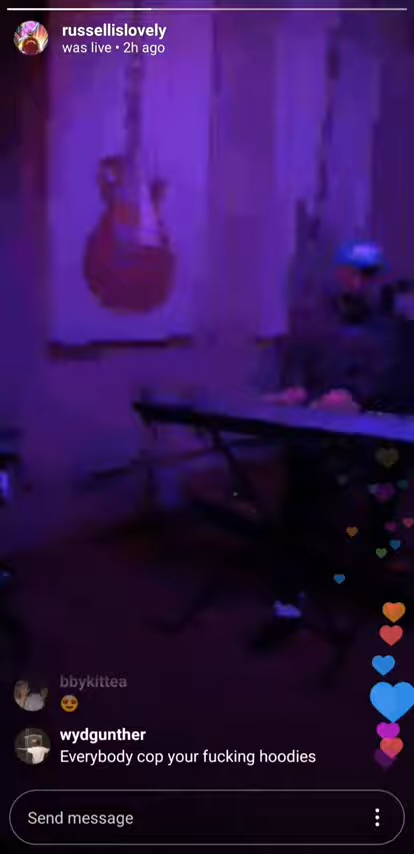 russellislovely
was live • 2h ago
bbykittea
wydgunther
Everybody cop your fucking hoodies
Send message